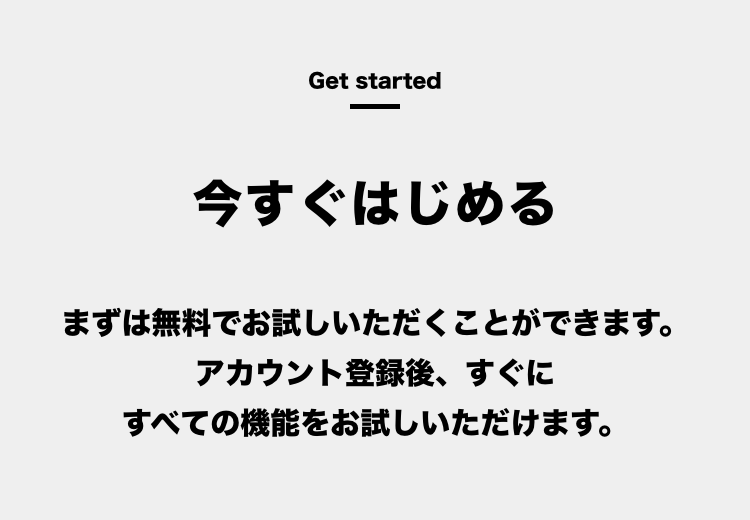 Get started
今すぐはじめる
まずは無料でお試しいただくことができます。
アカウント登録後、すぐに
すべての機能をお試しいただけます。